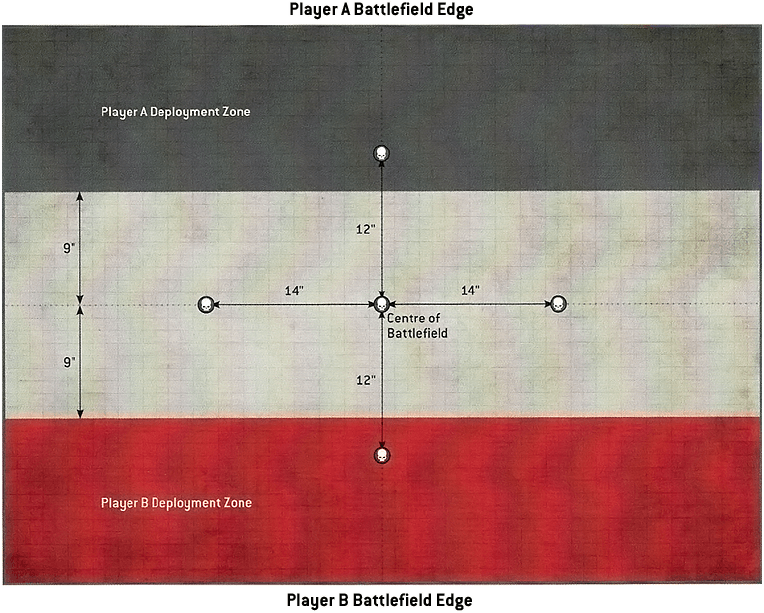 Player A Battlefield Edge
Player A Deployment Zone
9"
12"
14"
14"
Centre of
Battlefield
9"
12"
Player B Deployment Zone
Player B Battlefield Edge